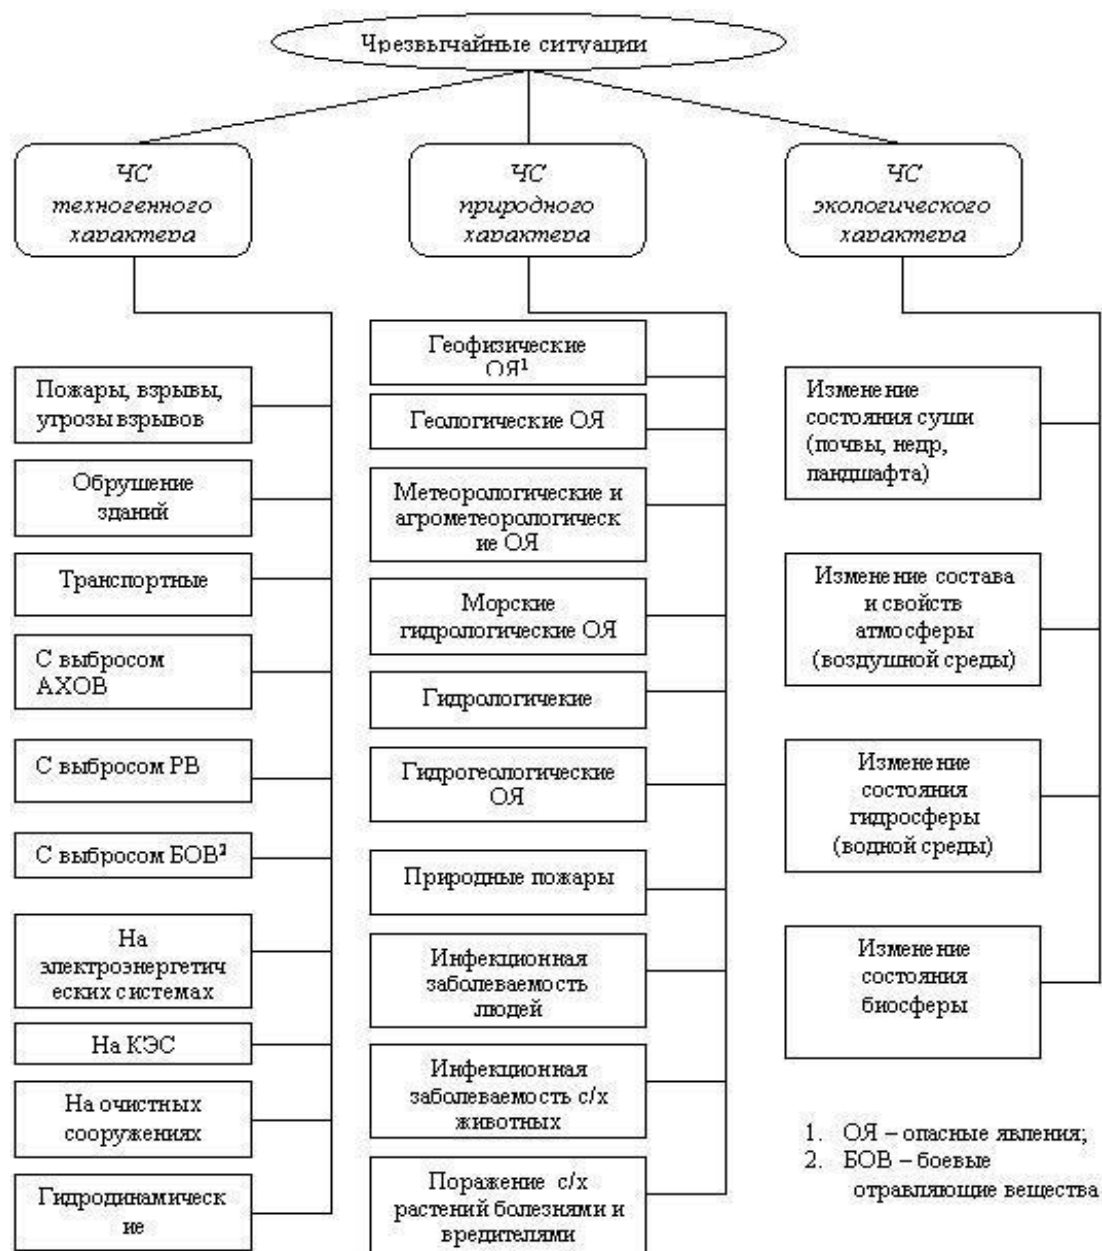 Чрезвычайные ситуации
ЧС
техногенного
характера
ЧС
природного
характера
ЧС
экологического
характера
Пожары, взрывы,
угрозы взрывов
Обрушение
зданий
Транспортные
С выбросом
АХОВ
С выбросом РВ
С выбросом БОВ²
На
электроэнергетич
еских системах
На КЭС
На очистных
сооружениях
Гидродинамическ
ие
Геофизические
ОЯ¹
Геологические ОЯ
Метеорологические и
агрометеорологическ
ие ОЯ
Морские
гидрологические ОЯ
Гидрологичекие
Гидрогеологические
ОЯ
Природные пожары
Инфекционная
заболеваемость
людей
Инфекционная
заболеваемость с/х
животных
Поражение с/х
растений болезнями и
вредителями
Изменение
состояния суши
(почвы, недр,
ландшафта)
Изменение состава
и свойств
атмосферы
(воздушной среды)
Изменение
состояния
гидросферы
(водной среды)
Изменение
состояния
биосферы
1. ОЯ – опасные явления;
2. БОВ – боевые
отравляющие вещества